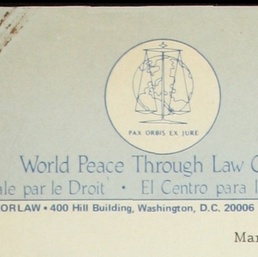 PAX ORBIS EX JURE
World Peace Through Law C
ale par le Droit • El Centro para l
ORLAW • 400 Hill Building, Washington, D.C. 20006
Mar